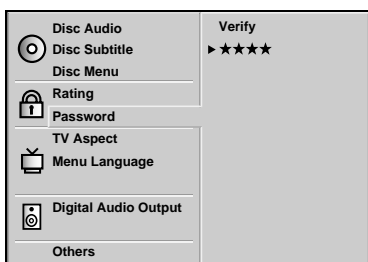 Disc Audio
Disc Subtitle
Disc Menu
Rating
Password
TV Aspect
Menu Language
Digital Audio Output
Others
Verify
★★★★